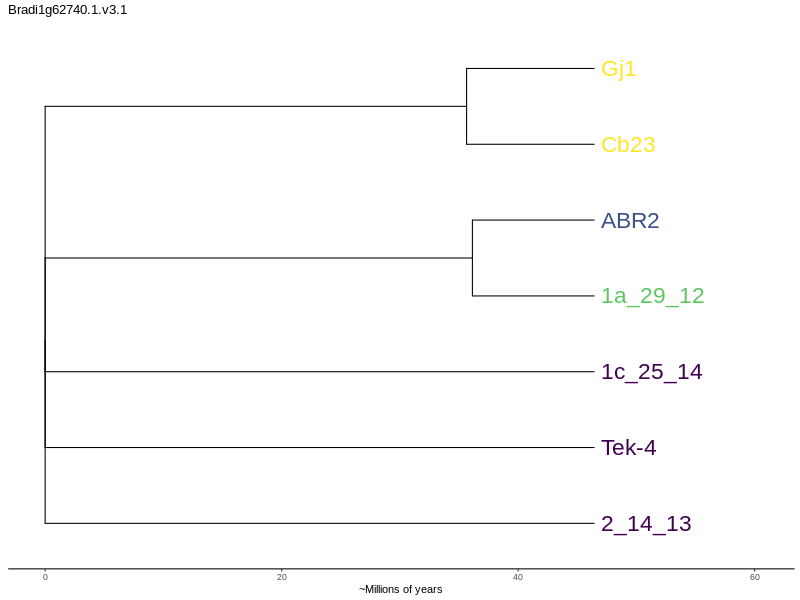 Bradi1g62740.1.v3.1
Gj1
Cb23
ABR2
1a_29_12
1c_25_14
Tek-4
2_14_13
0 20 40 60
~Millions of years